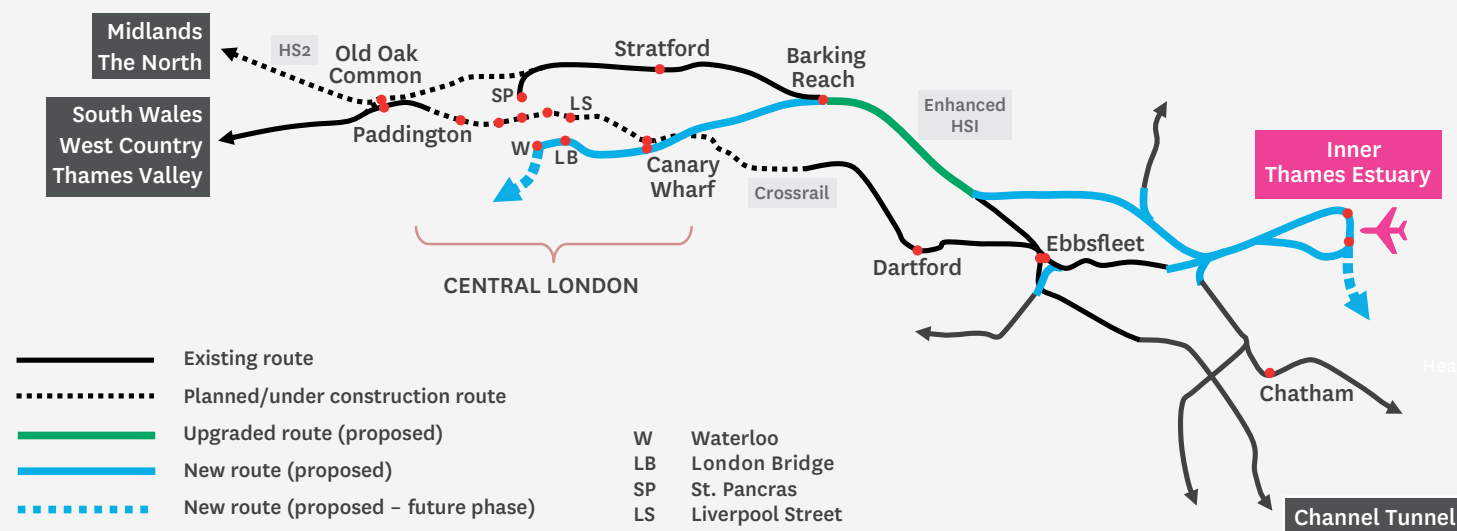 Midlands
The North
HS2
Old Oak
Common
Stratford
Barking
Reach
South Wales
West Country
Thames Valley
SP
LS
Paddington
W
LB
Canary
Wharf
Enhanced
HSI
Crossrail
Inner
Thames Estuary
Ebbsfleet
Dartford
CENTRAL LONDON
Existing route
Planned/under construction route
Upgraded route (proposed)
New route (proposed)
New route (proposed – future phase)
W Waterloo
LB London Bridge
SP St. Pancras
LS Liverpool Street
Hea
Chatham
Channel Tunnel